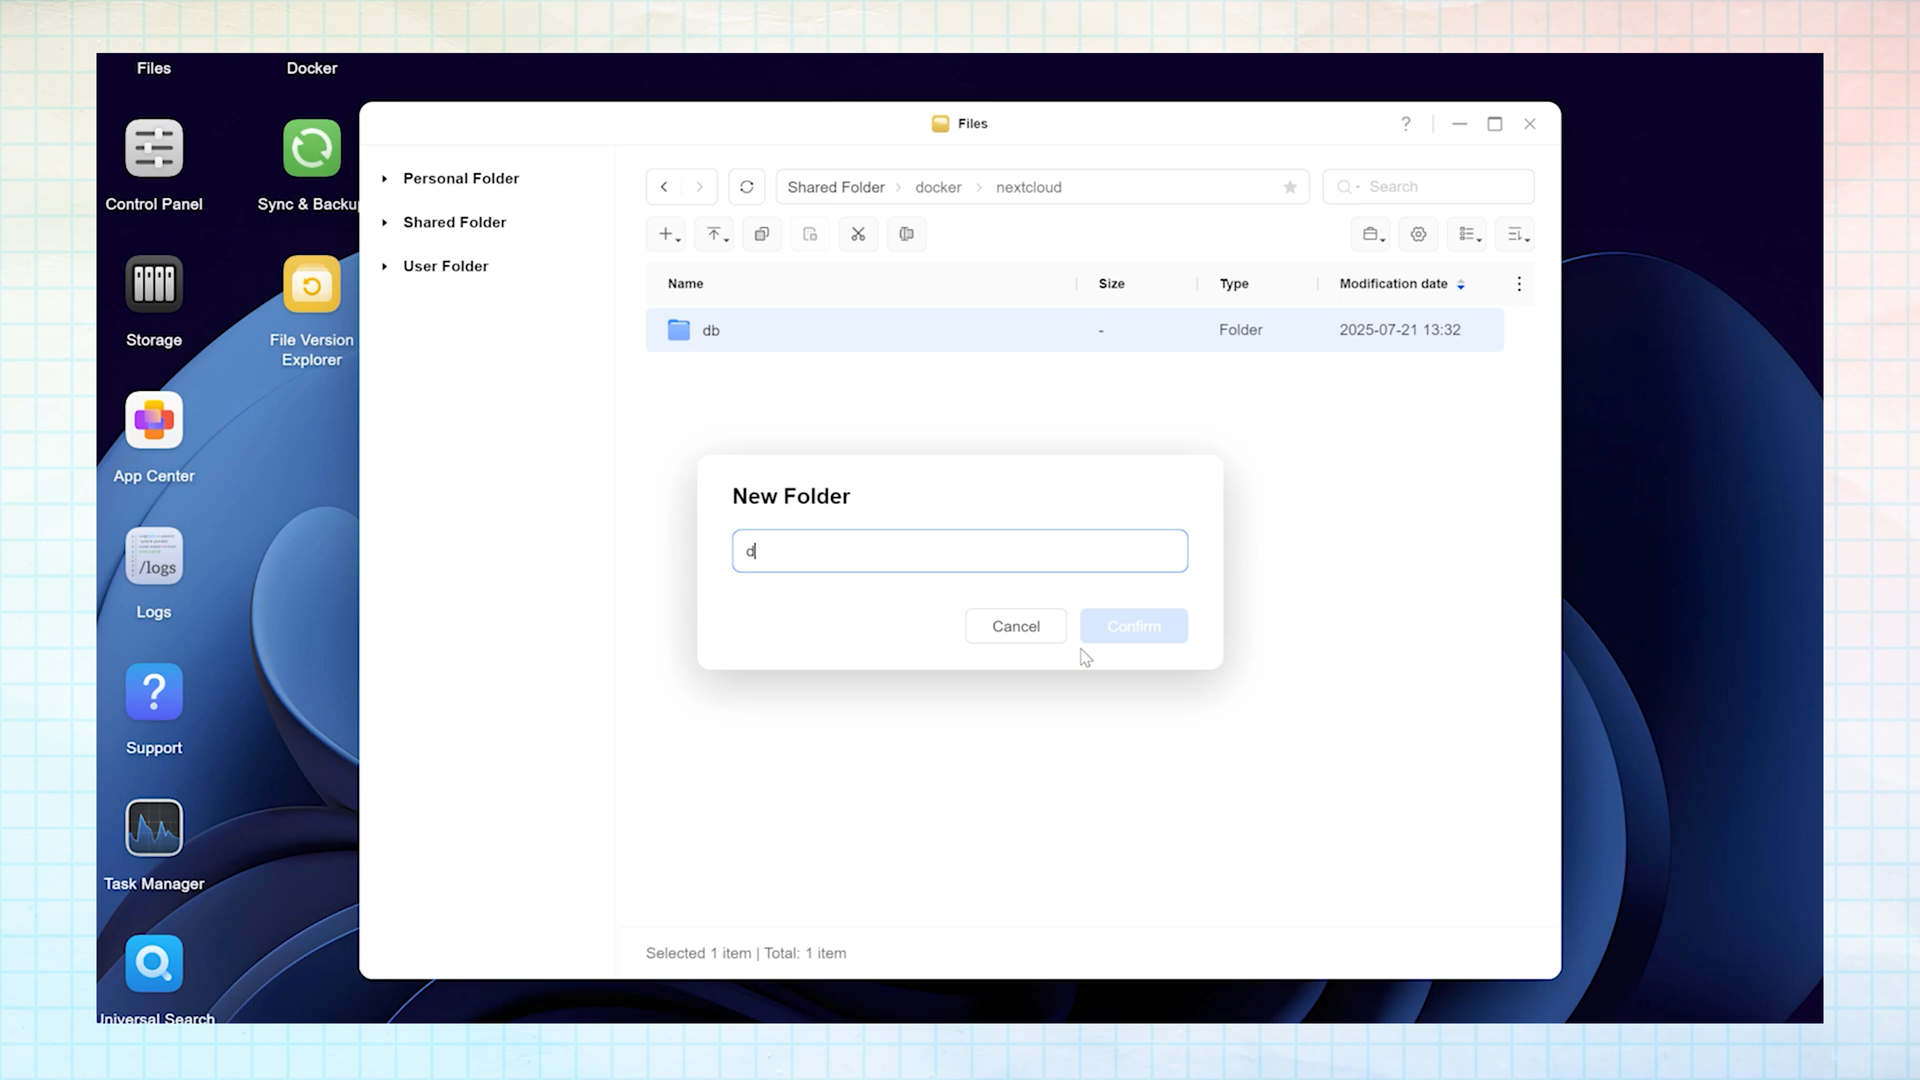 Files
Docker
Control Panel
Sync & Backup
Storage
File Version
Explorer
App Center
/logs
Logs
Support
Task Manager
Universal Search
Files
Personal Folder
Shared Folder
User Folder
Shared Folder > docker > nextcloud
Search
Name
Size
Type
Modification date
db
-
Folder
2025-07-21 13:32
New Folder
d
Cancel
Confirm
Selected 1 item | Total: 1 item